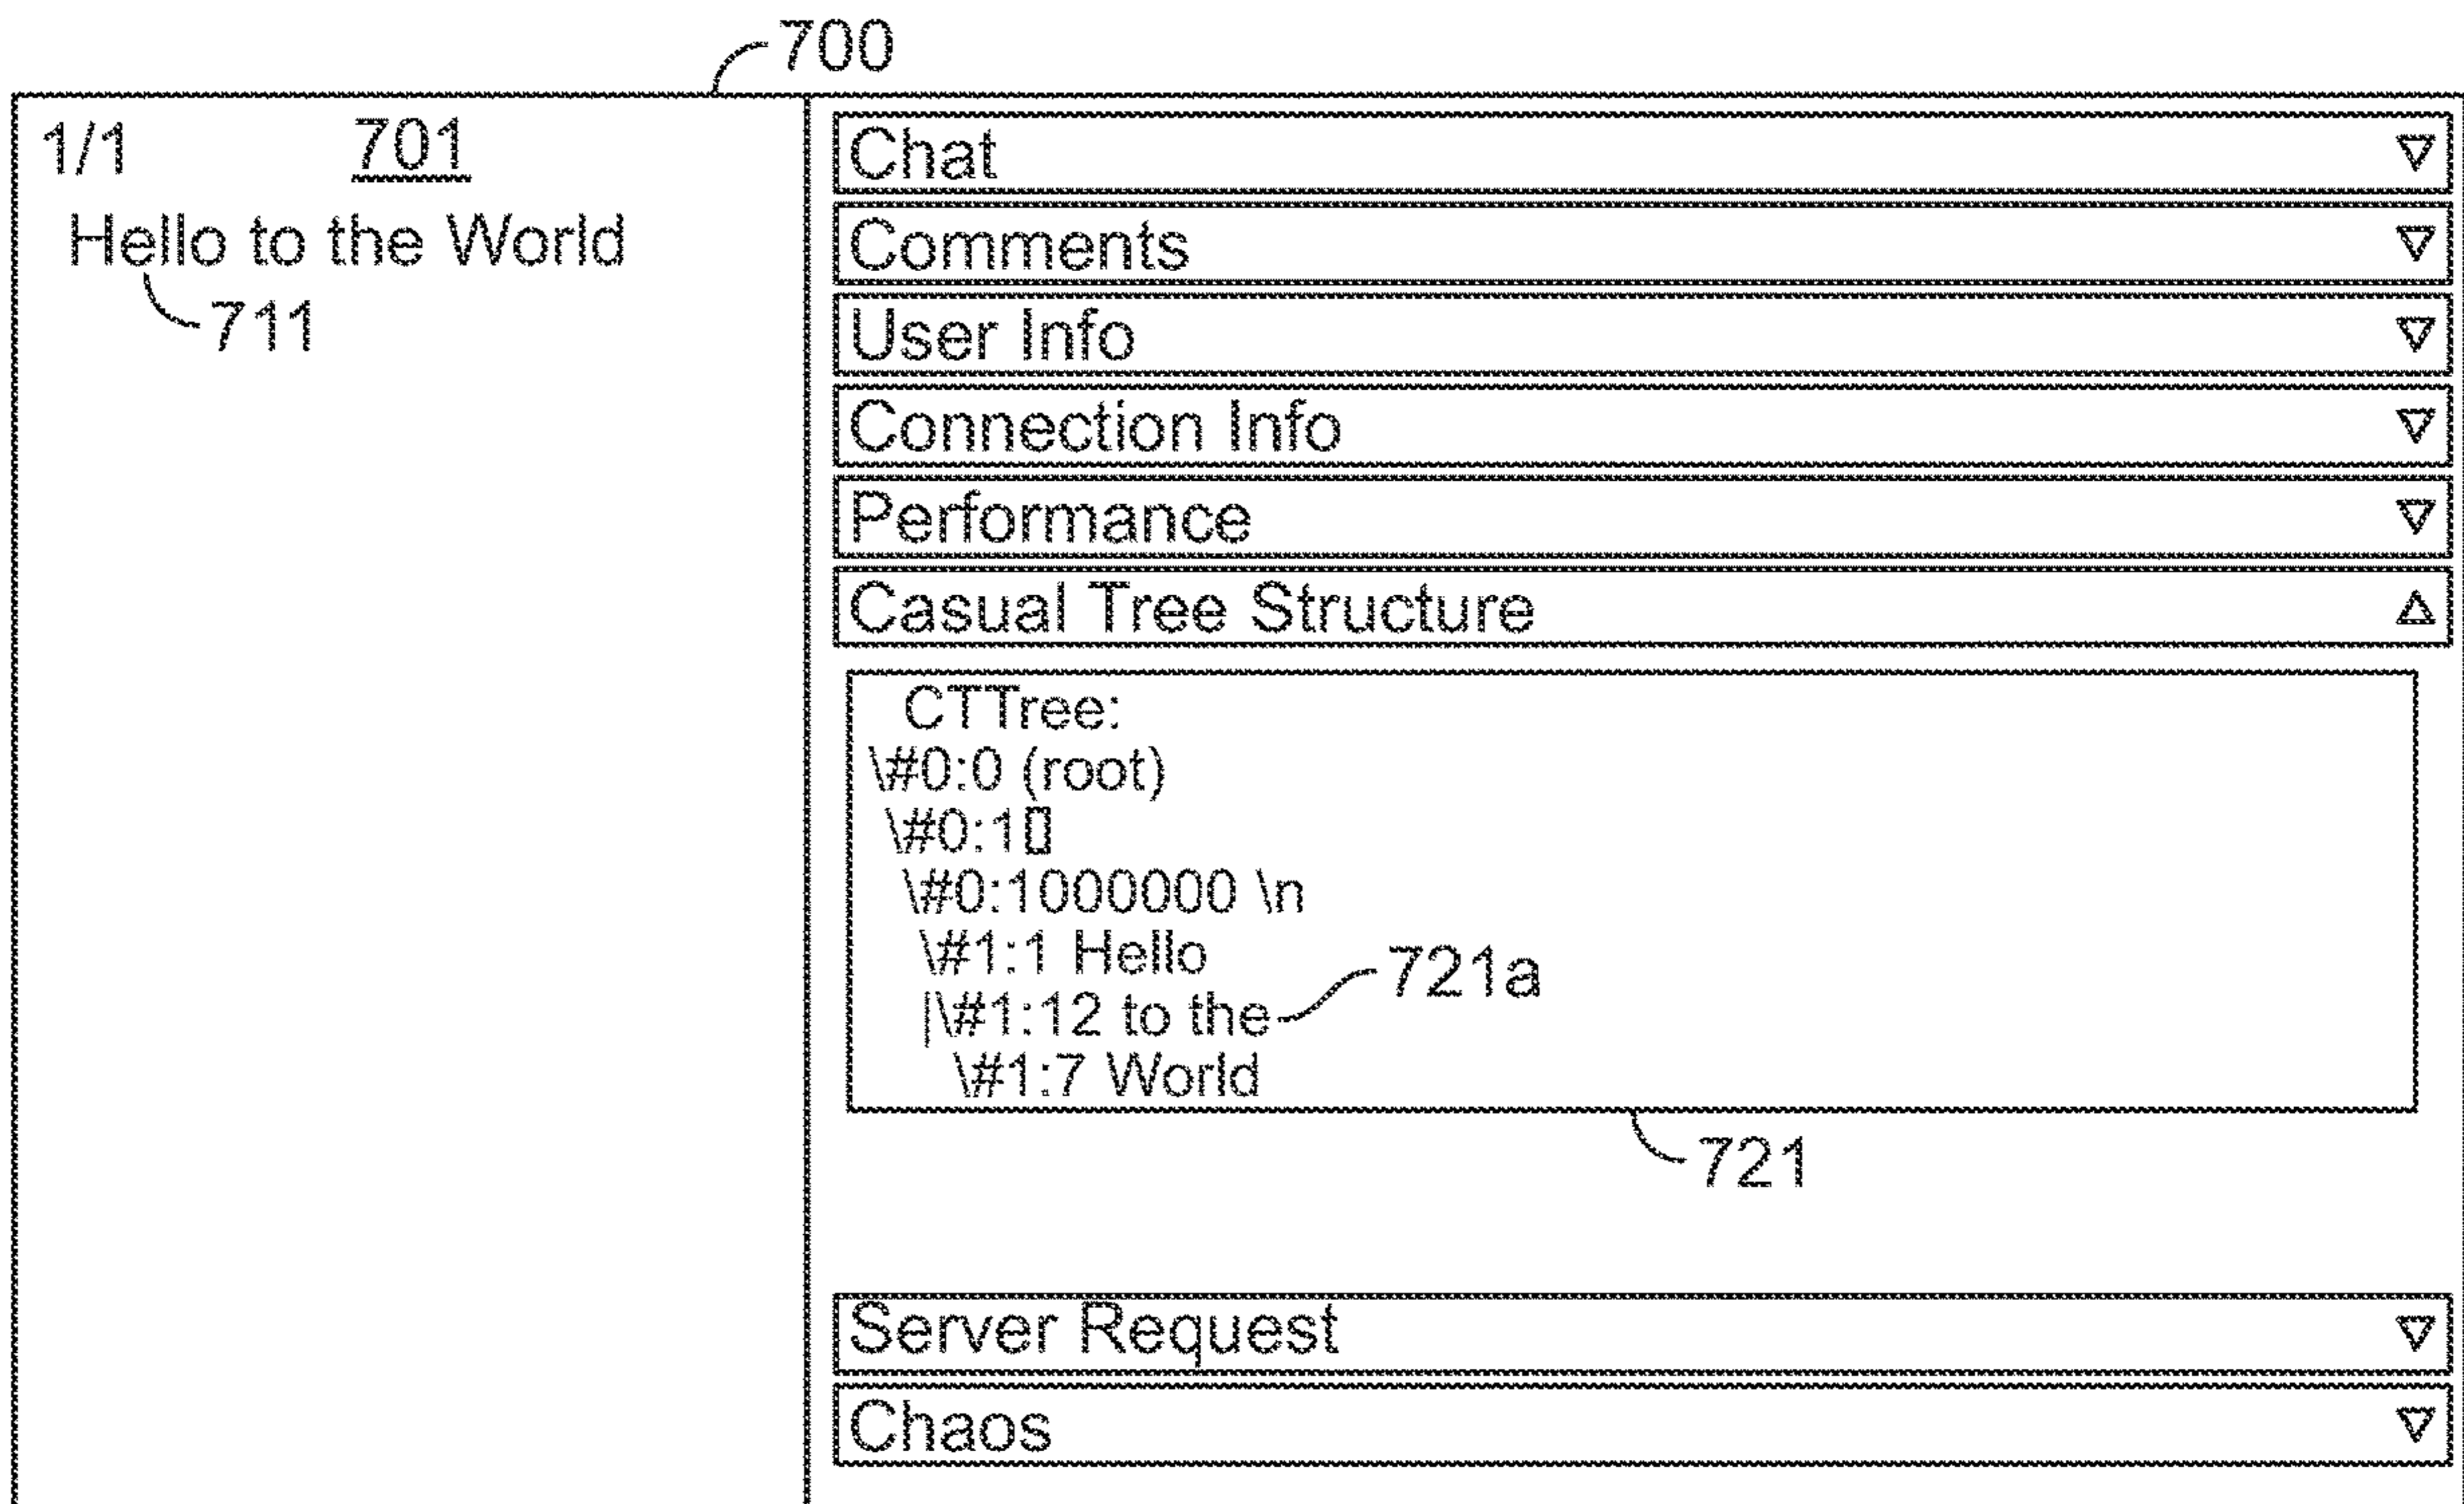 700
1/1 701
Hello to the World
711
Chat
Comments
User Info
Connection Info
Performance
Casual Tree Structure
CTTree:
\#0:0 (root)
\#0:1▯
\#0:1000000 \n
\#1:1 Hello
|\#1:12 to the 721a
\#1:7 World
721
Server Request
Chaos